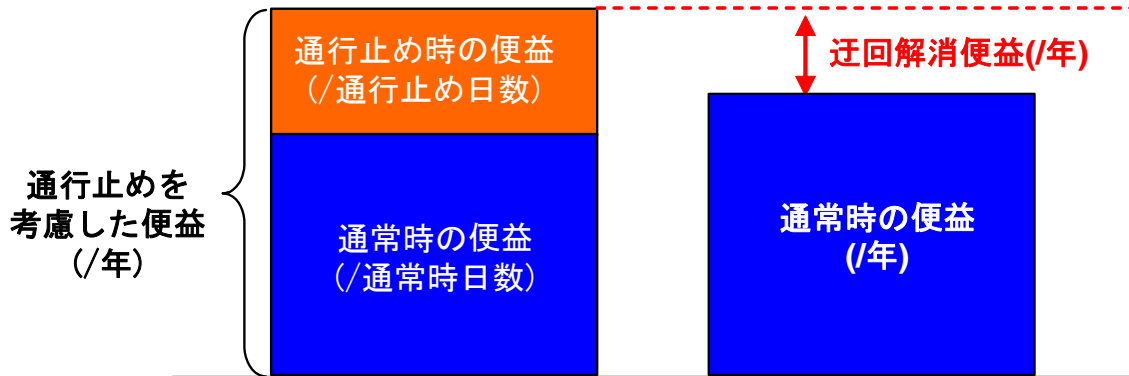 通行止め時の便益
(/通行止め日数)
迂回解消便益(/年)
通行止めを
考慮した便益
(/年)
通常時の便益
(/通常時日数)
通常時の便益
(/年)